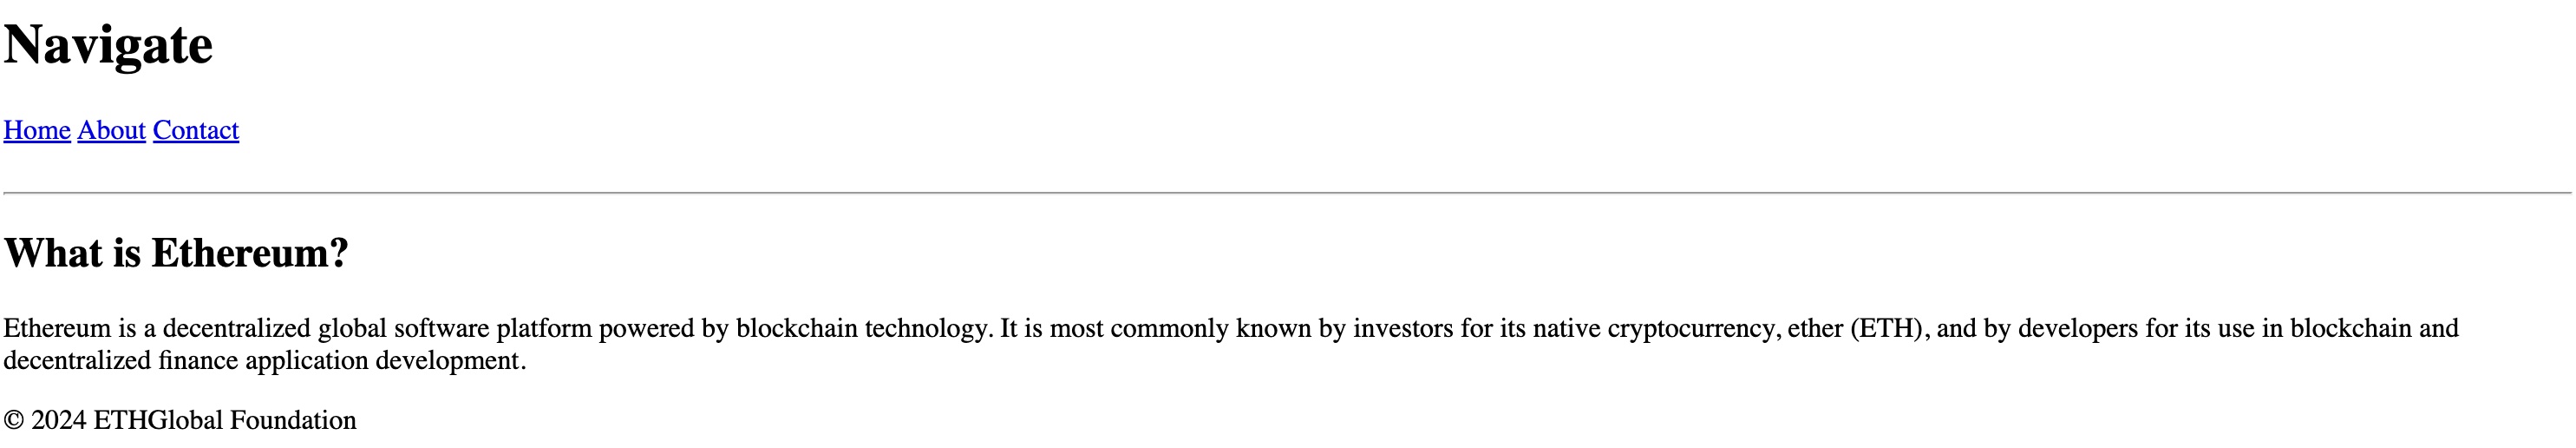 Navigate
Home About Contact
What is Ethereum?
Ethereum is a decentralized global software platform powered by blockchain technology. It is most commonly known by investors for its native cryptocurrency, ether (ETH), and by developers for its use in blockchain and
decentralized finance application development.
© 2024 ETHGlobal Foundation